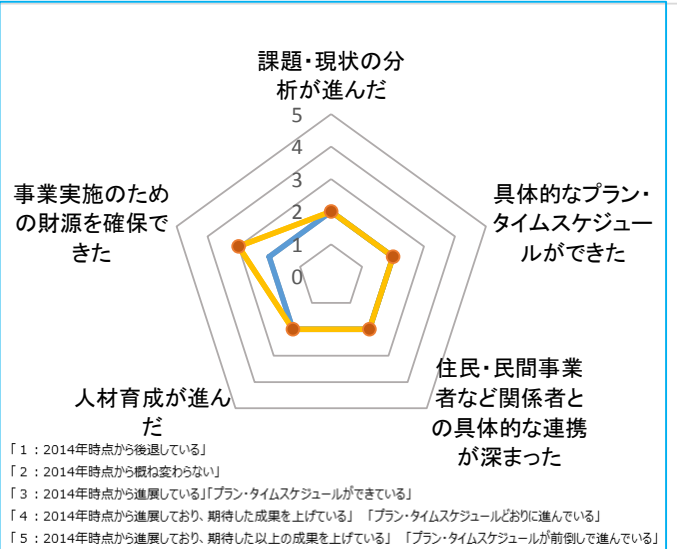 課題・現状の分
析が進んだ
5
4
3
2
1
0
事業実施のため
の財源を確保で
きた
具体的なプラン・
タイムスケジュー
ルができた
人材育成が進ん
だ
住民・民間事業
者など関係者と
の具体的な連携
が深まった
「１：2014年時点から後退している」
「２：2014年時点から概ね変わらない」
「３：2014年時点から進展している」「プラン・タイムスケジュールができている」
「４：2014年時点から進展しており、期待した成果を上げている」　「プラン・タイムスケジュールどおりに進んでいる」
「５：2014年時点から進展しており、期待した以上の成果を上げている」　「プラン・タイムスケジュールが前倒しで進んでいる」